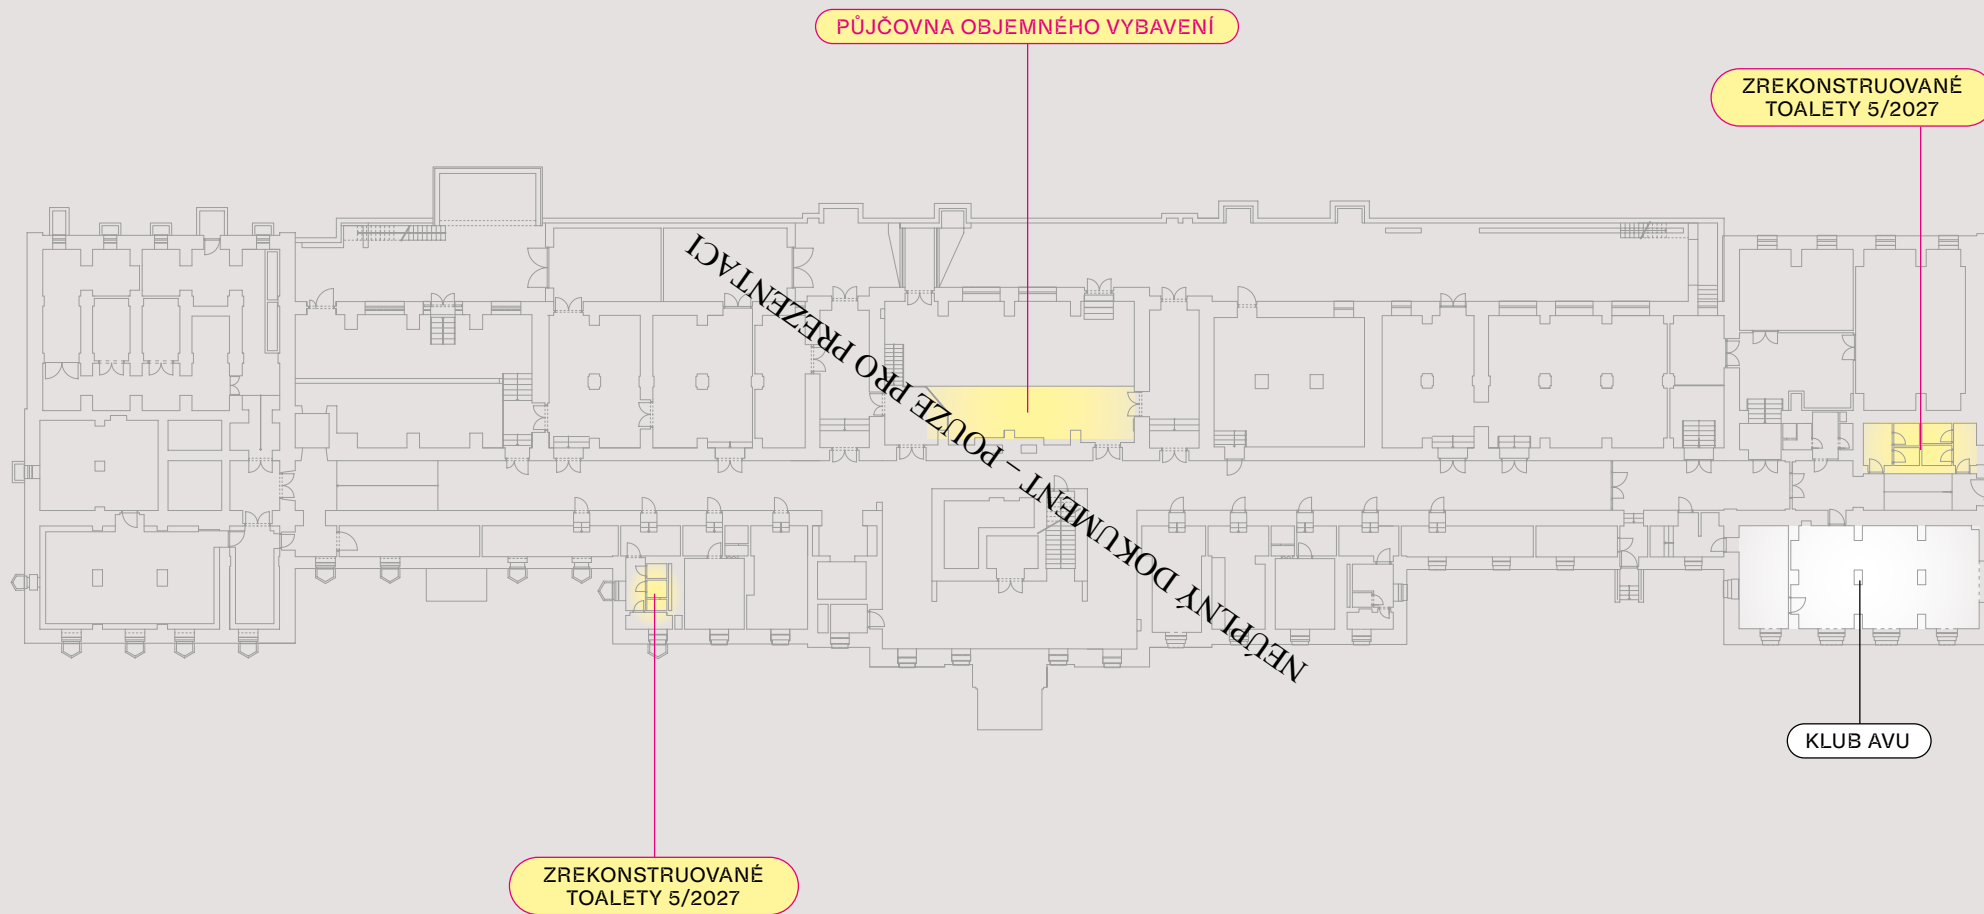 PŮJČOVNA OBJEMNÉHO VYBAVENÍ
ZREKONSTRUOVANÉ
TOALETY 5/2027
NEÚPLNÝ DOKUMENT – POUZE PRO PREZENTACI
KLUB AVU
ZREKONSTRUOVANÉ
TOALETY 5/2027